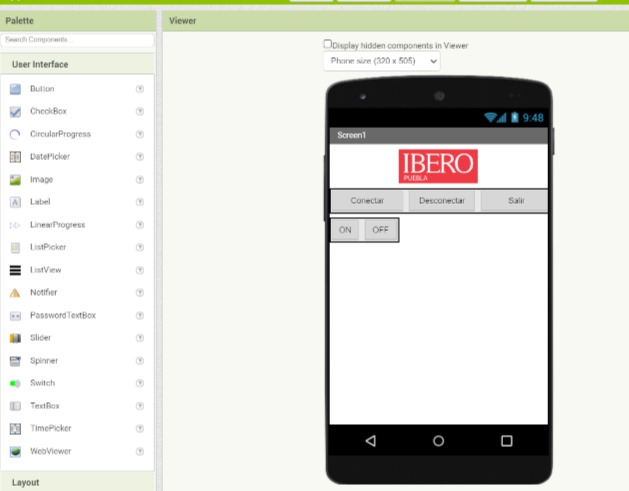 Palette
Viewer
Search Components...
Display hidden components in Viewer
User Interface
Phone size (320 x 505)
Button
CheckBox
CircularProgress
DatePicker
Image
Label
LinearProgress
ListPicker
ListView
Notifier
PasswordTextBox
Slider
Spinner
Switch
TextBox
TimePicker
WebViewer
Layout
9:48
Screen1
IBERO
PUEBLA
Conectar Desconectar Salir
ON OFF